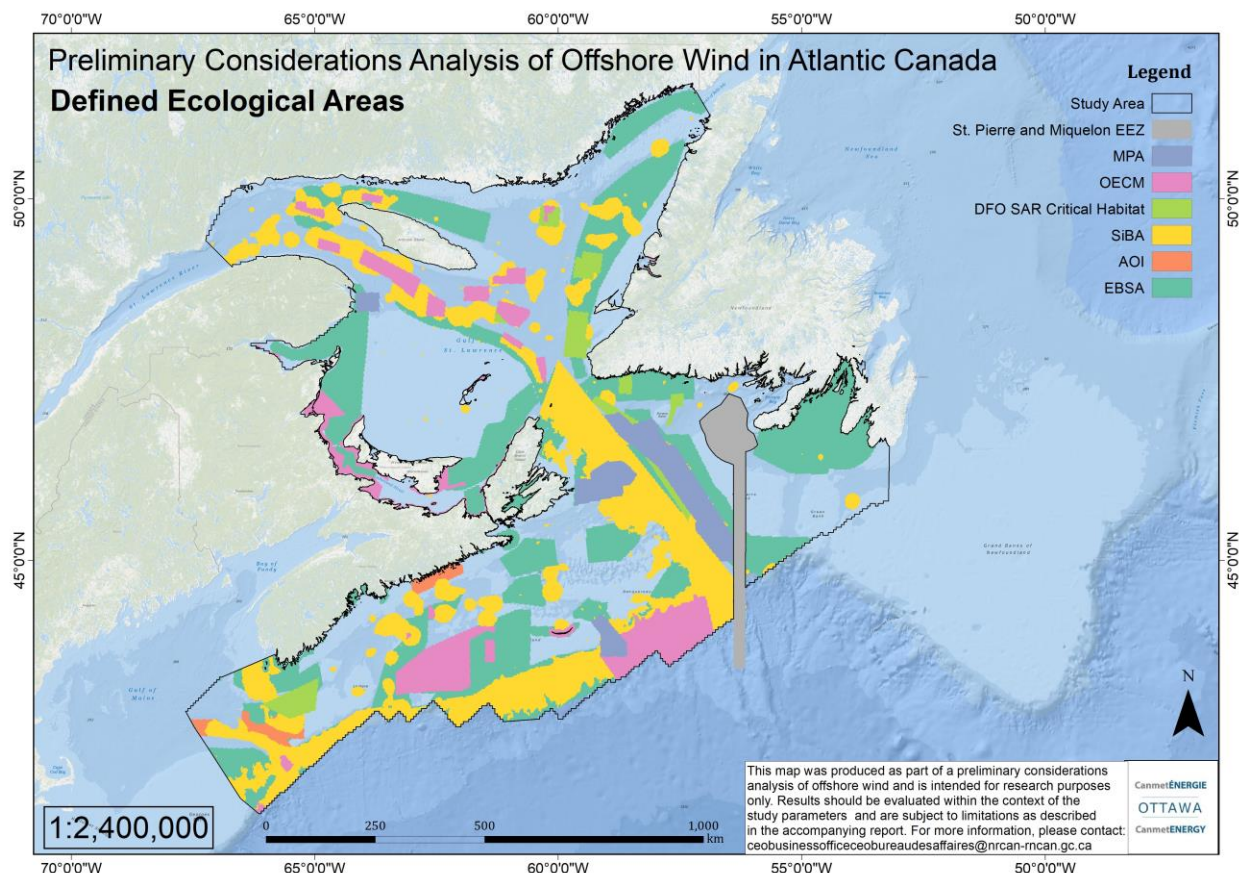 70°0'0"W 65°0'0"W 60°0'0"W 55°0'0"W 50°0'0"W
Preliminary Considerations Analysis of Offshore Wind in Atlantic Canada
Defined Ecological Areas
Legend
Study Area
St. Pierre and Miquelon EEZ
MPA
OECM
DFO SAR Critical Habitat
SiBA
AOI
EBSA
50°0'0"N
50°0'0"N
St. Lawrence River
Newfoundland
Gulf
St. Lawrence
45°0'0"N
45°0'0"N
Bay of
Fundy
Grand Banks of
Newfoundland
Gulf of
Maine
N
1:2,400,000
0 250 500 1,000
km
This map was produced as part of a preliminary considerations
analysis of offshore wind and is intended for research purposes
only. Results should be evaluated within the context of the
study parameters and are subject to limitations as described
in the accompanying report. For more information, please contact:
ceobusinessofficeceobureaudesaffaires@nrcan-rncan.gc.ca
CanmetÉNERGIE
OTTAWA
CanmetENERGY
70°0'0"W 65°0'0"W 60°0'0"W 55°0'0"W 50°0'0"W